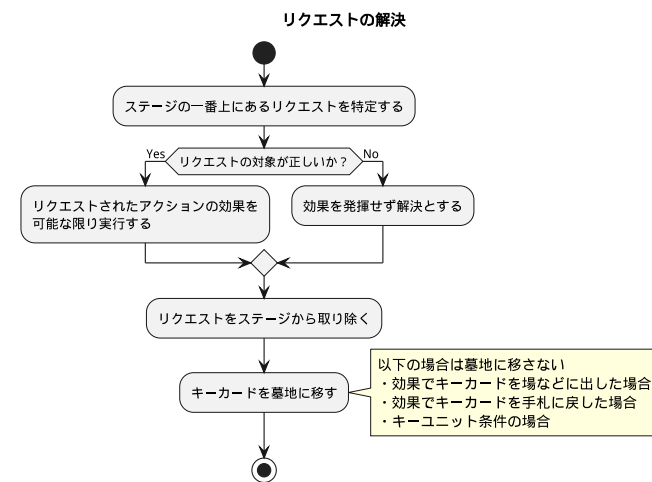 リクエストの解決
ステージの一番上にあるリクエストを特定する
リクエストの対象が正しいか？
Yes
No
リクエストされたアクションの効果を
可能な限り実行する
効果を発揮せず解決とする
リクエストをステージから取り除く
キーカードを墓地に移す
以下の場合は墓地に移さない
・効果でキーカードを場などに出した場合
・効果でキーカードを手札に戻した場合
・キーユニット条件の場合